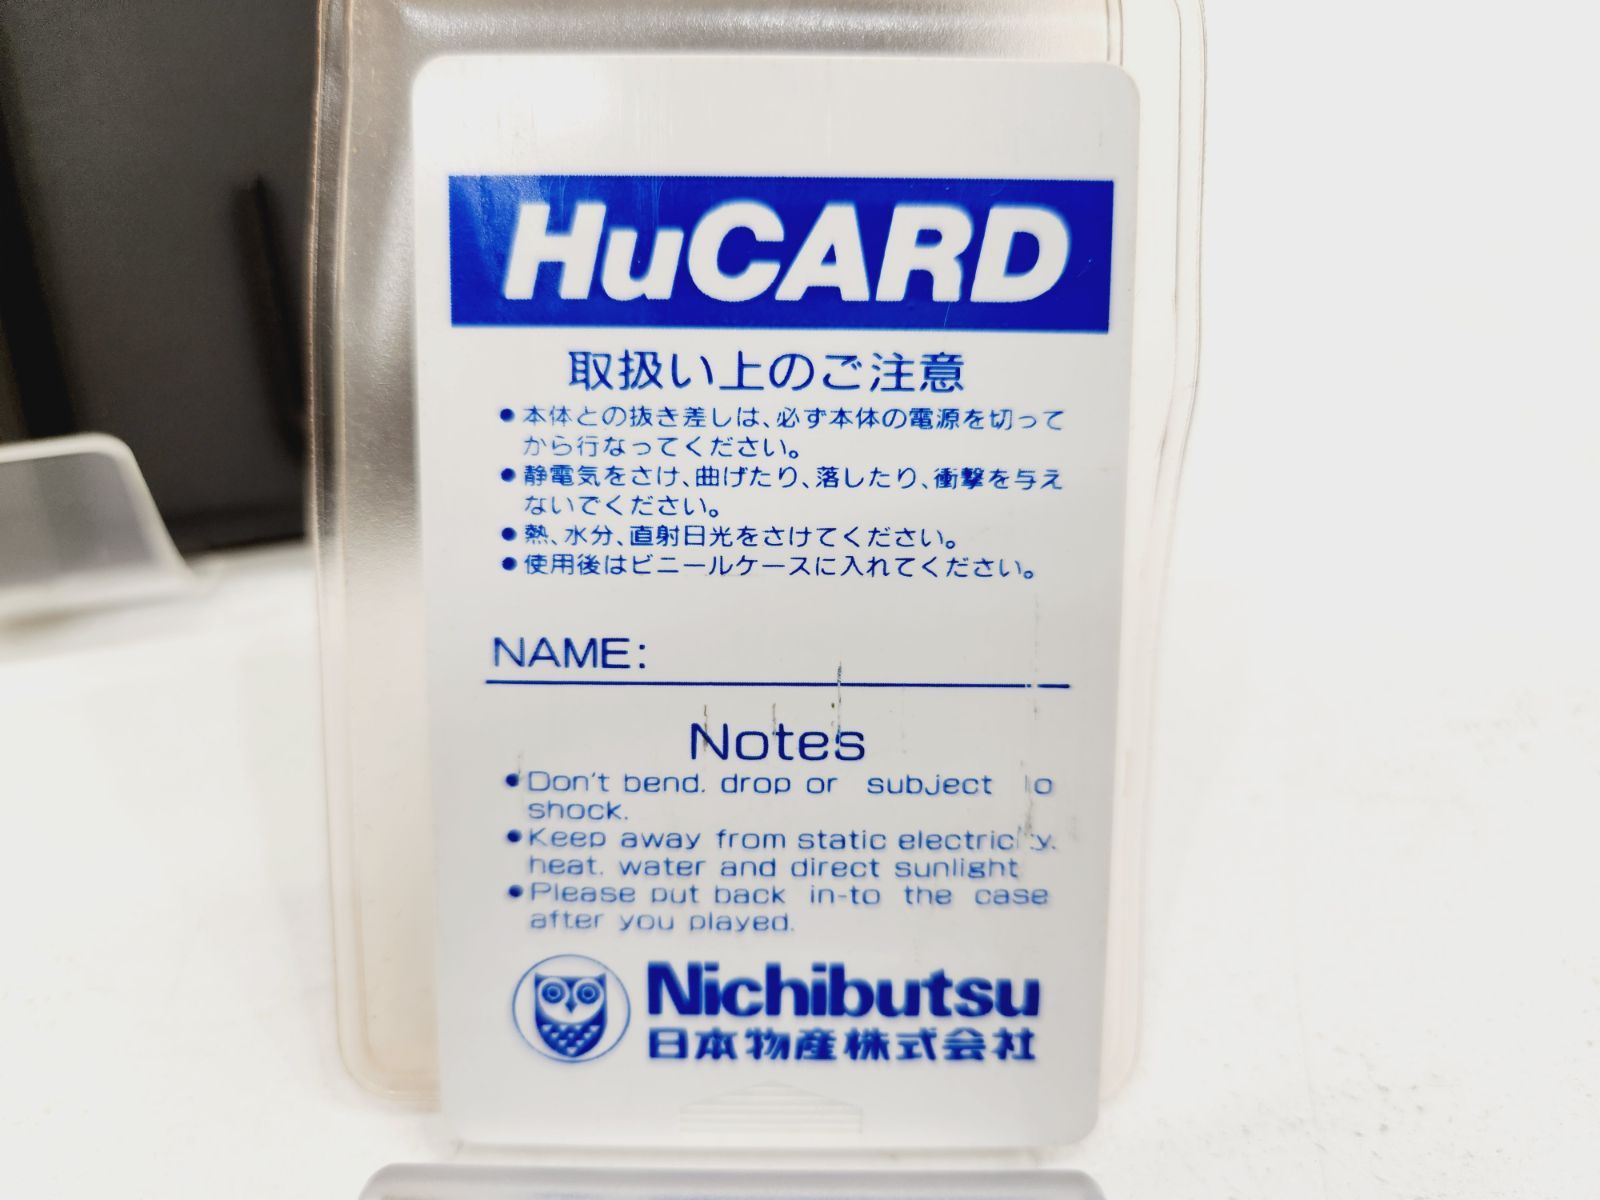 HuCARD
取扱い上のご注意
●本体との抜き差しは、必ず本体の電源を切って
から行なってください。
●静電気をさけ、曲げたり、落したり、衝撃を与え
ないでください。
●熱、水分、直射日光をさけてください。
●使用後はビニールケースに入れてください。
NAME:
Notes
●Don't bend. drop or subject to
shock.
●Keep away from static electricity.
heat. water and direct sunlight
●Please put back in-to the case
after you played.
Nichibutsu
日本物産株式会社